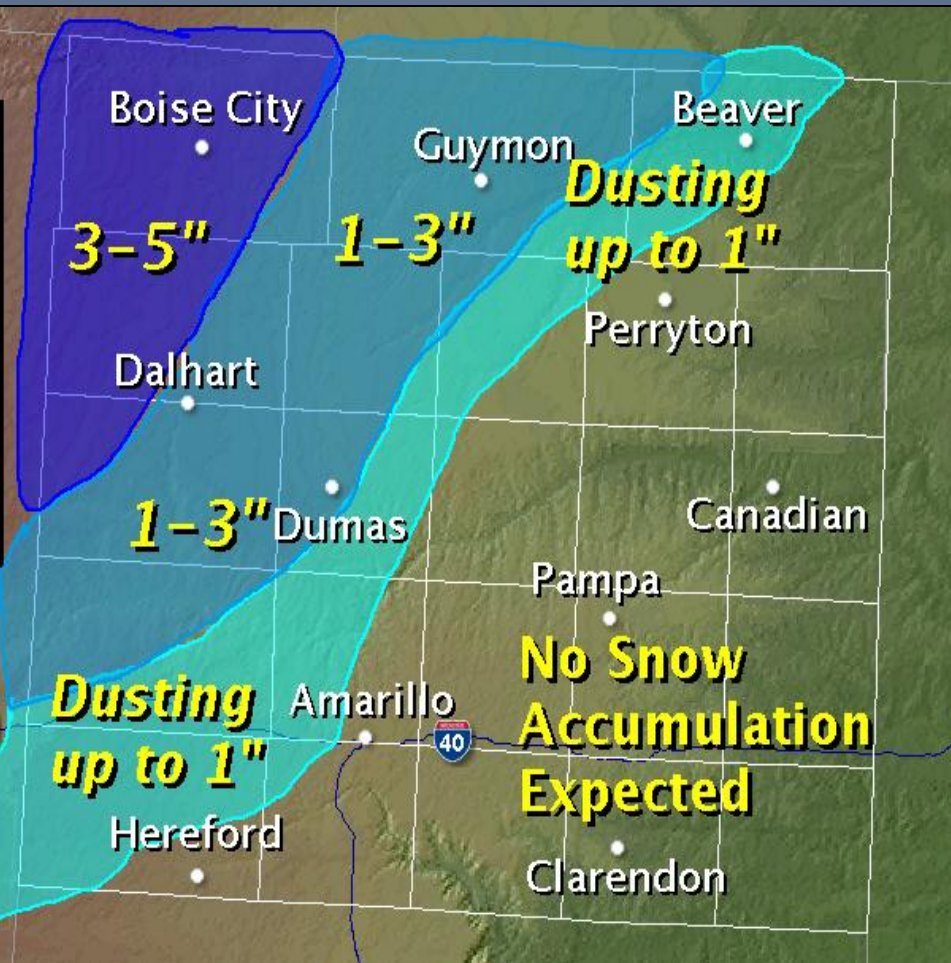 Boise City
Beaver
Guymon
Dusting
up to 1"
3-5"
1-3"
Perryton
Dalhart
1-3"
Dumas
Canadian
Pampa
No Snow
Accumulation
Expected
Dusting
up to 1"
Amarillo
40
Hereford
Clarendon